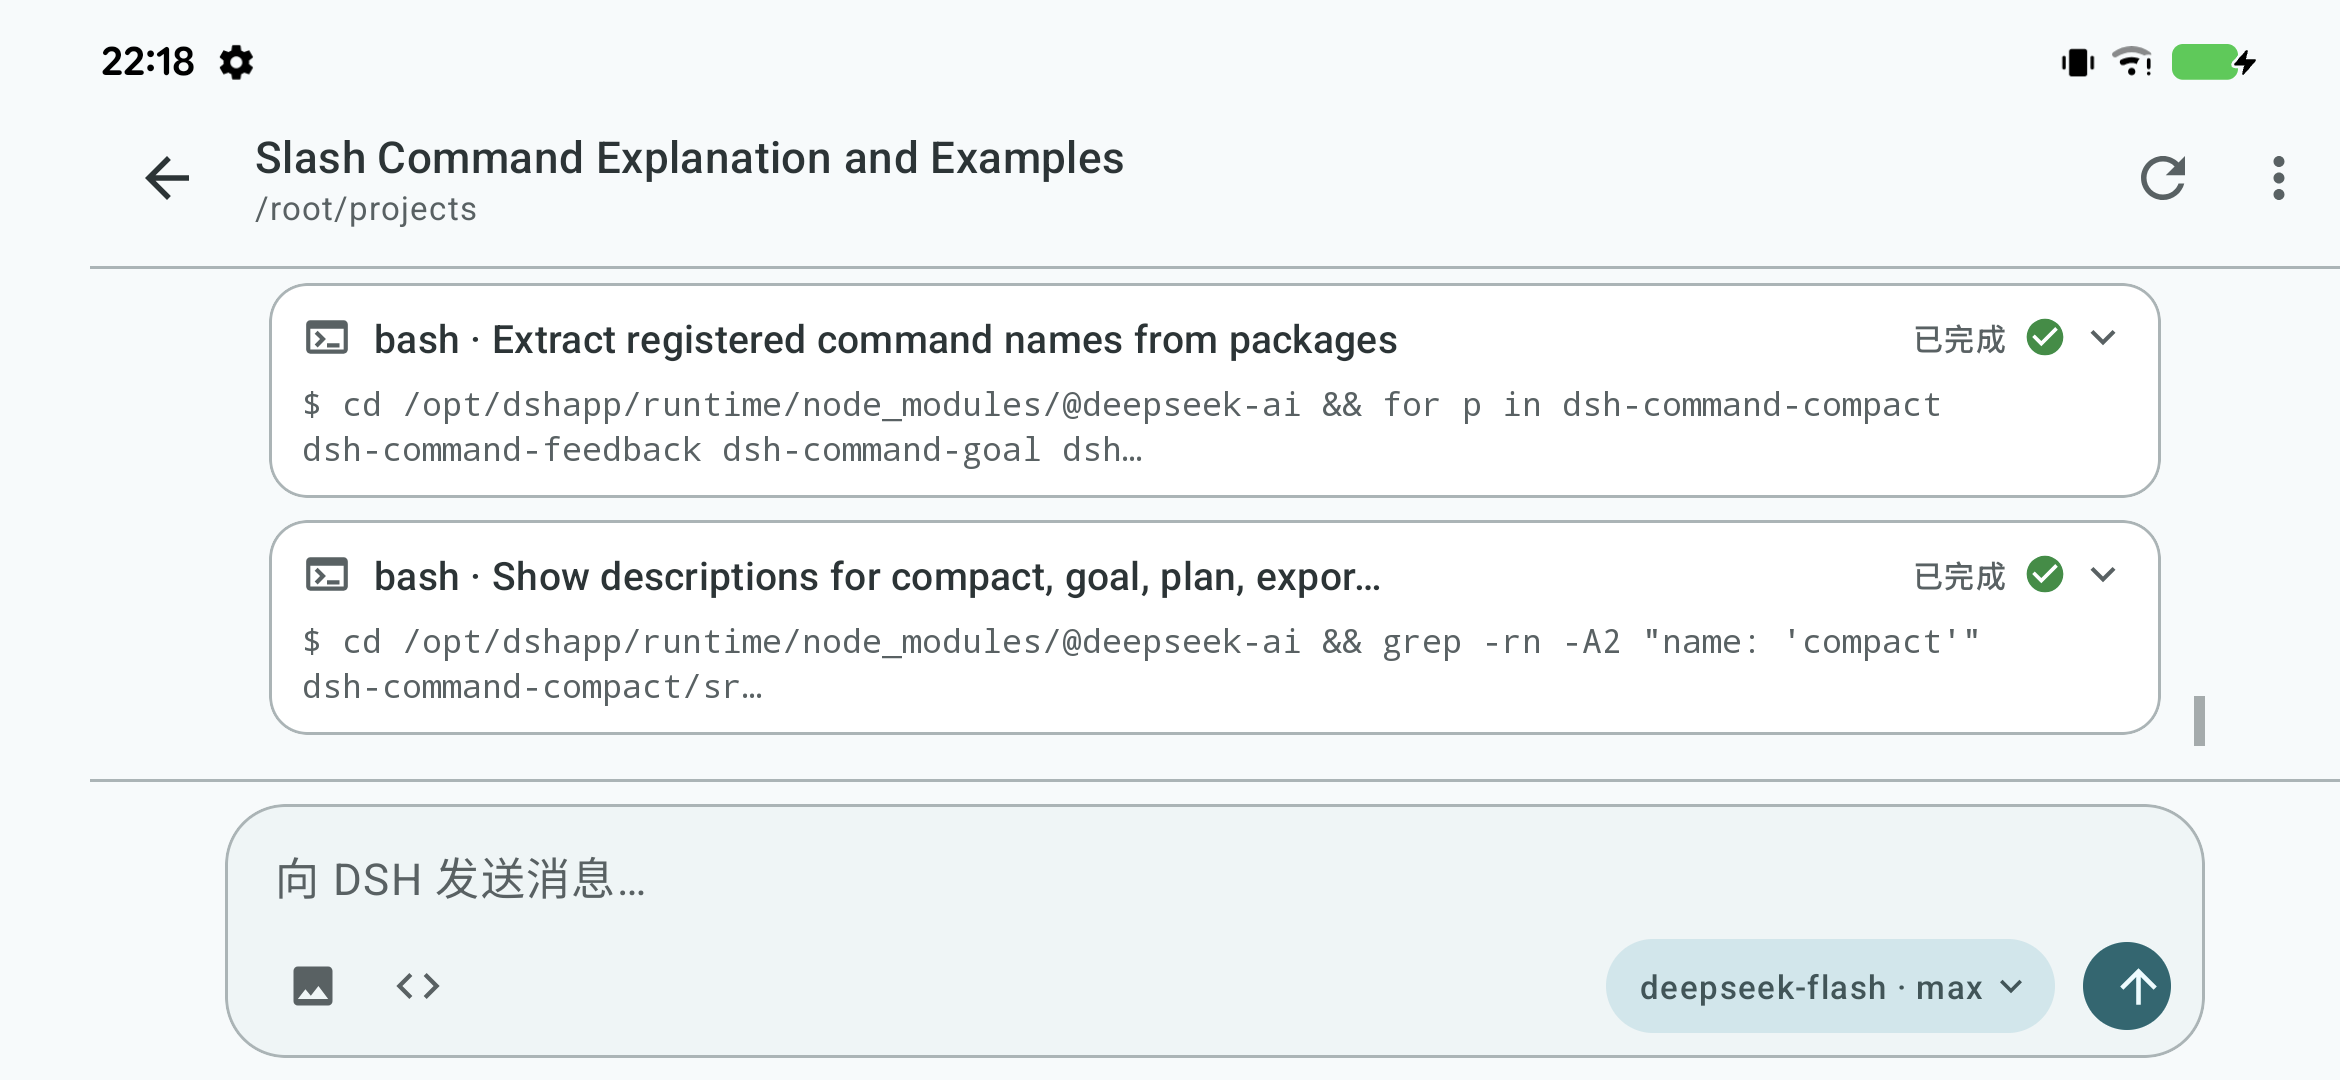 22:18
Slash Command Explanation and Examples
/root/projects
bash · Extract registered command names from packages
已完成
$ cd /opt/dshapp/runtime/node_modules/@deepseek-ai && for p in dsh-command-compact
dsh-command-feedback dsh-command-goal dsh…
bash · Show descriptions for compact, goal, plan, expor…
已完成
$ cd /opt/dshapp/runtime/node_modules/@deepseek-ai && grep -rn -A2 "name: 'compact'"
dsh-command-compact/sr…
向 DSH 发送消息…
deepseek-flash · max